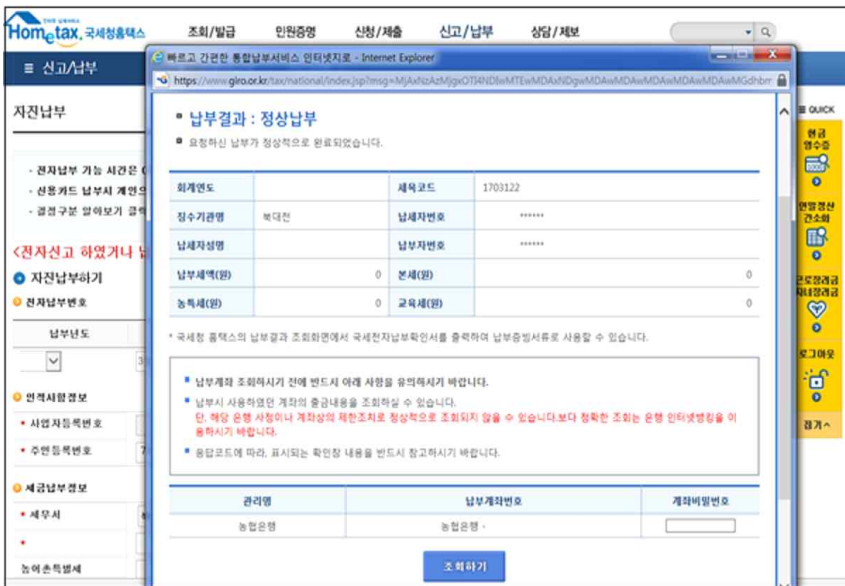 Hometax. 국세청홈택스
조회/발급 민원증명 신청/제출 신고/납부 상담/제보
신고/납부
빠르고 간편한 통합납부서비스 인터넷지로 - Internet Explorer
자진납부
납부결과 : 정상납부
요청하신 납부가 정상적으로 완료되었습니다.
- 전자납부 가능 시간은
- 신용카드 납부시 계인으
- 결정구분 알아보기 클릭
<전자신고 하였거나 납
자진납부하기
전자납부번호
납부년도
인적사항정보
사업자등록번호
주민등록번호
세금납부정보
세무서
농어촌특별세
회계연도 세목코드 1703122
징수기관명 북대전 납세자번호 ******
납세자성명 납부자번호 ******
납부세액(원) 0 본세(원) 0
농특세(원) 0 교육세(원) 0
* 국세청 홈택스의 납부결과 조회화면에서 국세전자납부확인서를 출력하여 납부증빙서류로 사용할 수 있습니다.
납부계좌 조회하시기 전에 반드시 아래 사항을 유의하시기 바랍니다.
납부시 사용하였던 계좌의 출금내용을 조회하실 수 있습니다.
단, 해당 은행 사정이나 계좌상의 제한조치로 정상적으로 조회되지 않을 수 있습니다.보다 정확한 조회는 은행 인터넷뱅킹을 이
용하시기 바랍니다.
응답코드에 따라, 표시되는 확인창 내용을 반드시 참고하시기 바랍니다.
관리명 납부계좌번호 계좌비밀번호
농협은행 농협은행 -
조회하기
QUICK
현금
영수증
연말정산
간소화
근로장려금
자녀장려금
로그아웃
접기